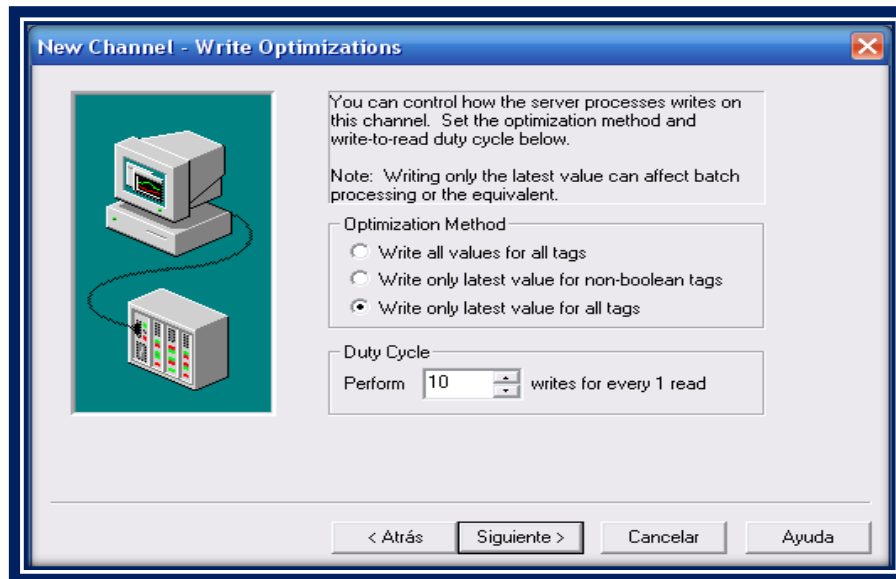 New Channel - Write Optimizations
You can control how the server processes writes on
this channel. Set the optimization method and
write-to-read duty cycle below.
Note: Writing only the latest value can affect batch
processing or the equivalent.
Optimization Method
Write all values for all tags
Write only latest value for non-boolean tags
Write only latest value for all tags
Duty Cycle
Perform 10 writes for every 1 read
< Atrás Siguiente > Cancelar Ayuda